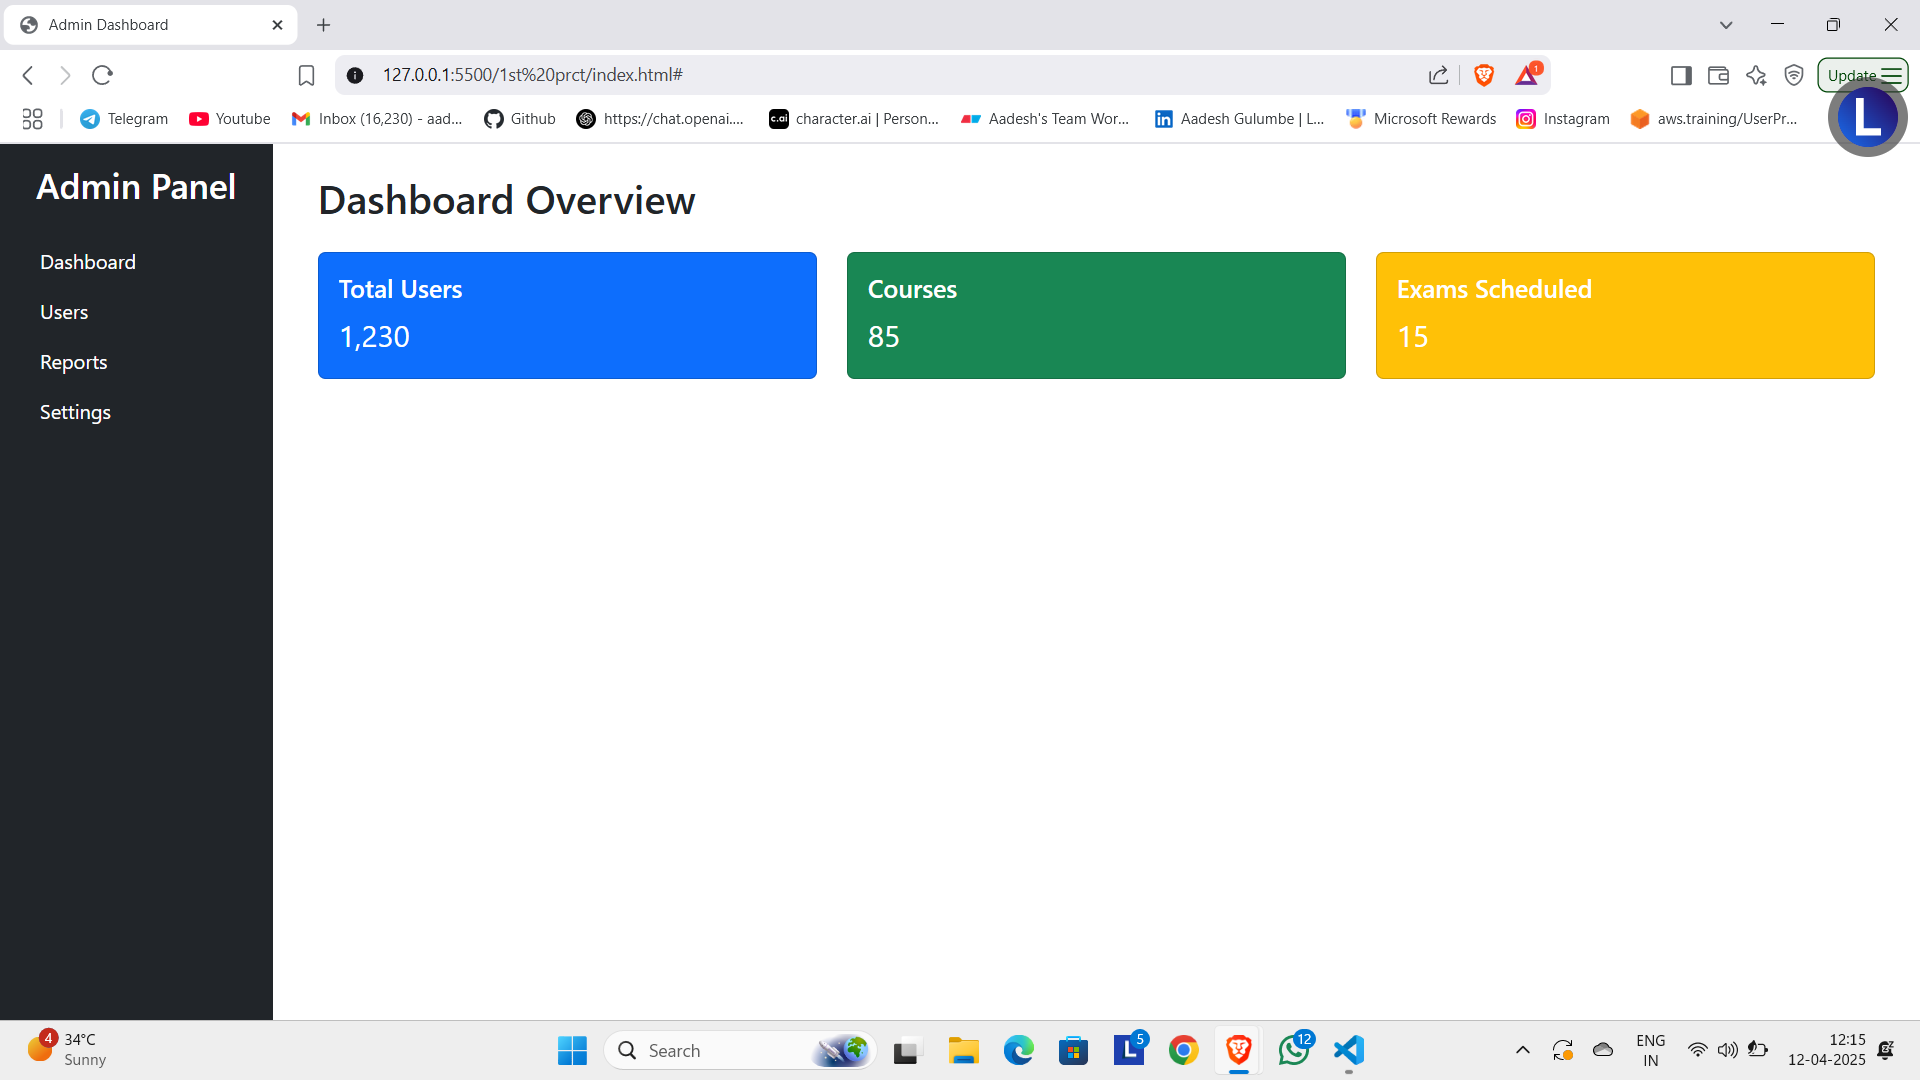 Admin Dashboard
127.0.0.1:5500/1st%20prct/index.html#
1
Update
Telegram
Youtube
Inbox (16,230) - aad...
Github
https://chat.openai....
c.ai
character.ai | Person...
Aadesh's Team Wor...
in
Aadesh Gulumbe | L...
Microsoft Rewards
Instagram
aws.training/UserPr...
L
Admin Panel
Dashboard
Users
Reports
Settings
Dashboard Overview
Total Users
1,230
Courses
85
Exams Scheduled
15
4
34°C
Sunny
Search
L
5
12
ENG
IN
12:15
12-04-2025